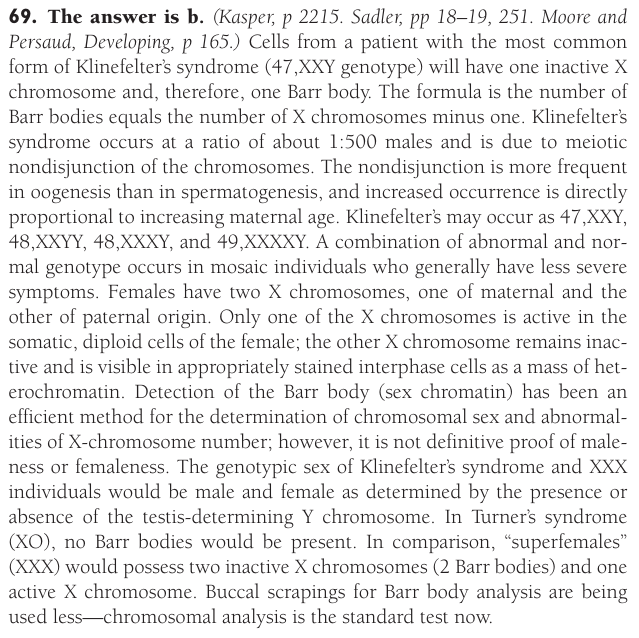 69. The answer is b. (Kasper, p 2215. Sadler, pp 18–19, 251. Moore and
Persaud, Developing, p 165.) Cells from a patient with the most common
form of Klinefelter's syndrome (47,XXY genotype) will have one inactive X
chromosome and, therefore, one Barr body. The formula is the number of
Barr bodies equals the number of X chromosomes minus one. Klinefelter's
syndrome occurs at a ratio of about 1:500 males and is due to meiotic
nondisjunction of the chromosomes. The nondisjunction is more frequent
in oogenesis than in spermatogenesis, and increased occurrence is directly
proportional to increasing maternal age. Klinefelter's may occur as 47,XXY,
48,XXYY, 48,XXXY, and 49,XXXXY. A combination of abnormal and nor-
mal genotype occurs in mosaic individuals who generally have less severe
symptoms. Females have two X chromosomes, one of maternal and the
other of paternal origin. Only one of the X chromosomes is active in the
somatic, diploid cells of the female; the other X chromosome remains inac-
tive and is visible in appropriately stained interphase cells as a mass of het-
erochromatin. Detection of the Barr body (sex chromatin) has been an
efficient method for the determination of chromosomal sex and abnormal-
ities of X-chromosome number; however, it is not definitive proof of male-
ness or femaleness. The genotypic sex of Klinefelter's syndrome and XXX
individuals would be male and female as determined by the presence or
absence of the testis-determining Y chromosome. In Turner's syndrome
(XO), no Barr bodies would be present. In comparison, “superfemales”
(XXX) would possess two inactive X chromosomes (2 Barr bodies) and one
active X chromosome. Buccal scrapings for Barr body analysis are being
used less—chromosomal analysis is the standard test now.